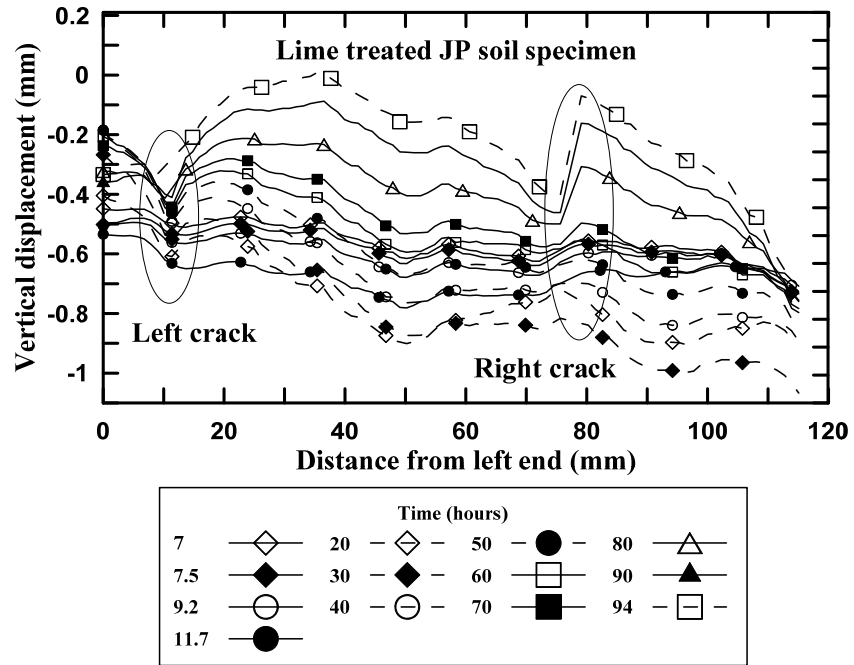 0.2
0
-0.2
-0.4
-0.6
-0.8
-1
Vertical displacement (mm)
Lime treated JP soil specimen
Left crack
Right crack
0 20 40 60 80 100 120
Distance from left end (mm)
Time (hours)
7 20 50 80
7.5 30 60 90
9.2 40 70 94
11.7